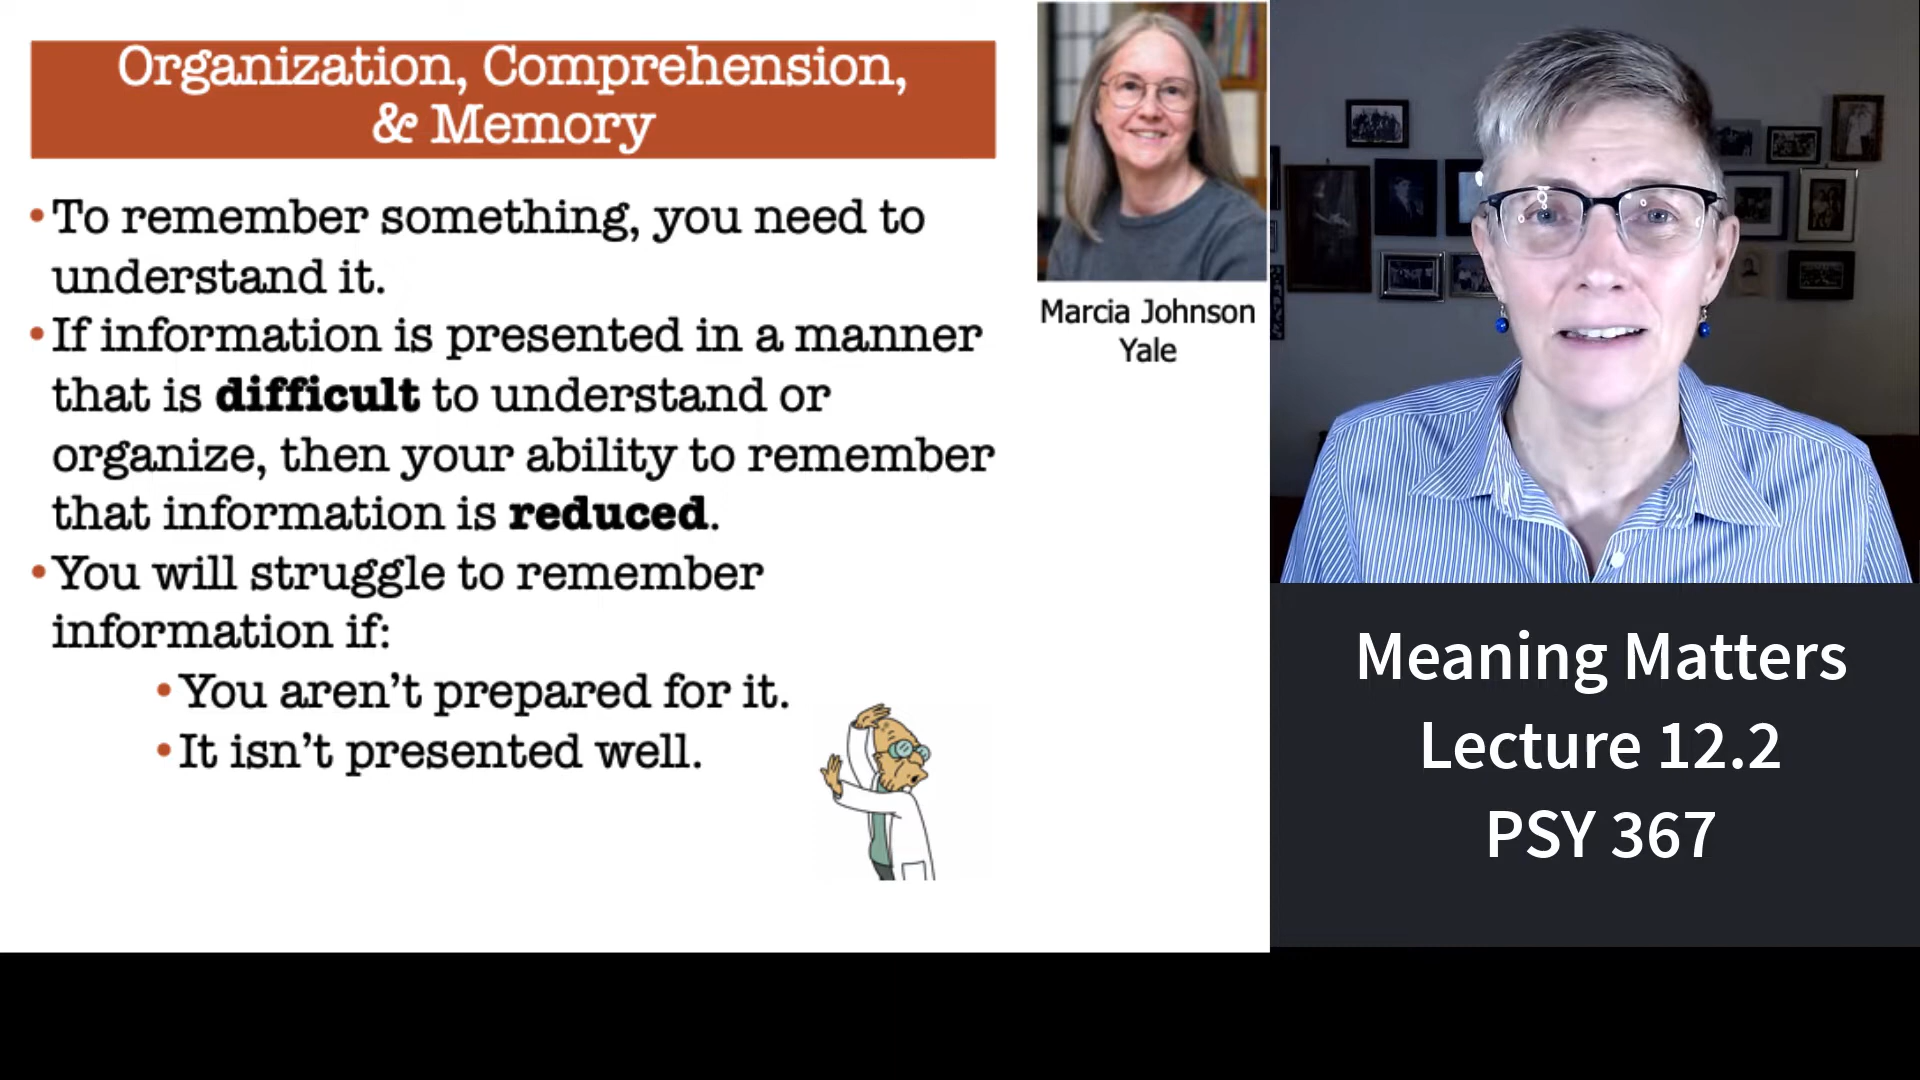 Organization, Comprehension,
& Memory
•To remember something, you need to
understand it.
•If information is presented in a manner
that is difficult to understand or
organize, then your ability to remember
that information is reduced.
•You will struggle to remember
information if:
•You aren't prepared for it.
•It isn't presented well.
Marcia Johnson
Yale
Meaning Matters
Lecture 12.2
PSY 367